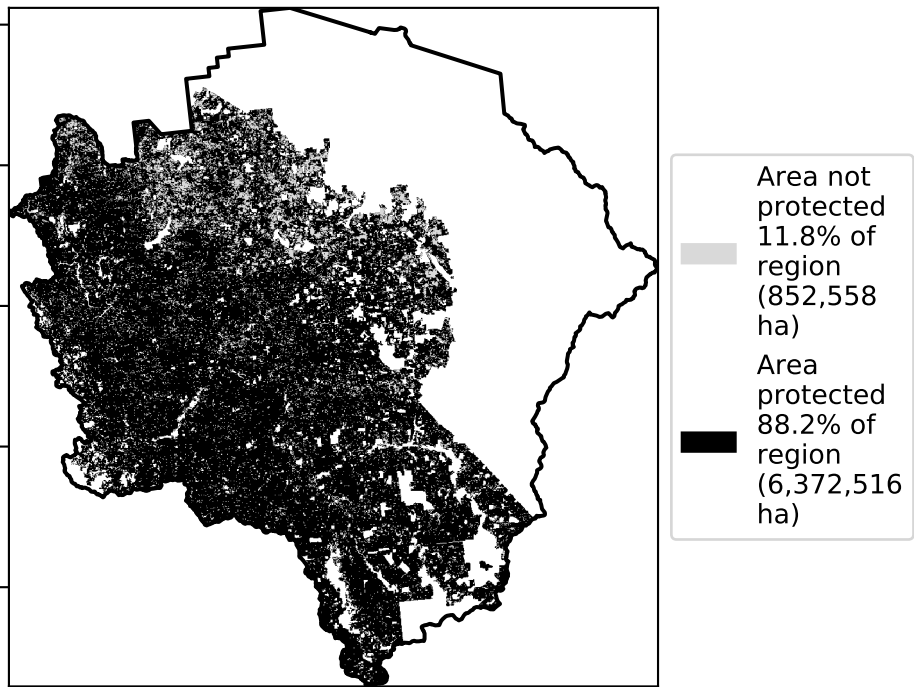 Area not
protected
11.8% of
region
(852,558
ha)
Area
protected
88.2% of
region
(6,372,516
ha)